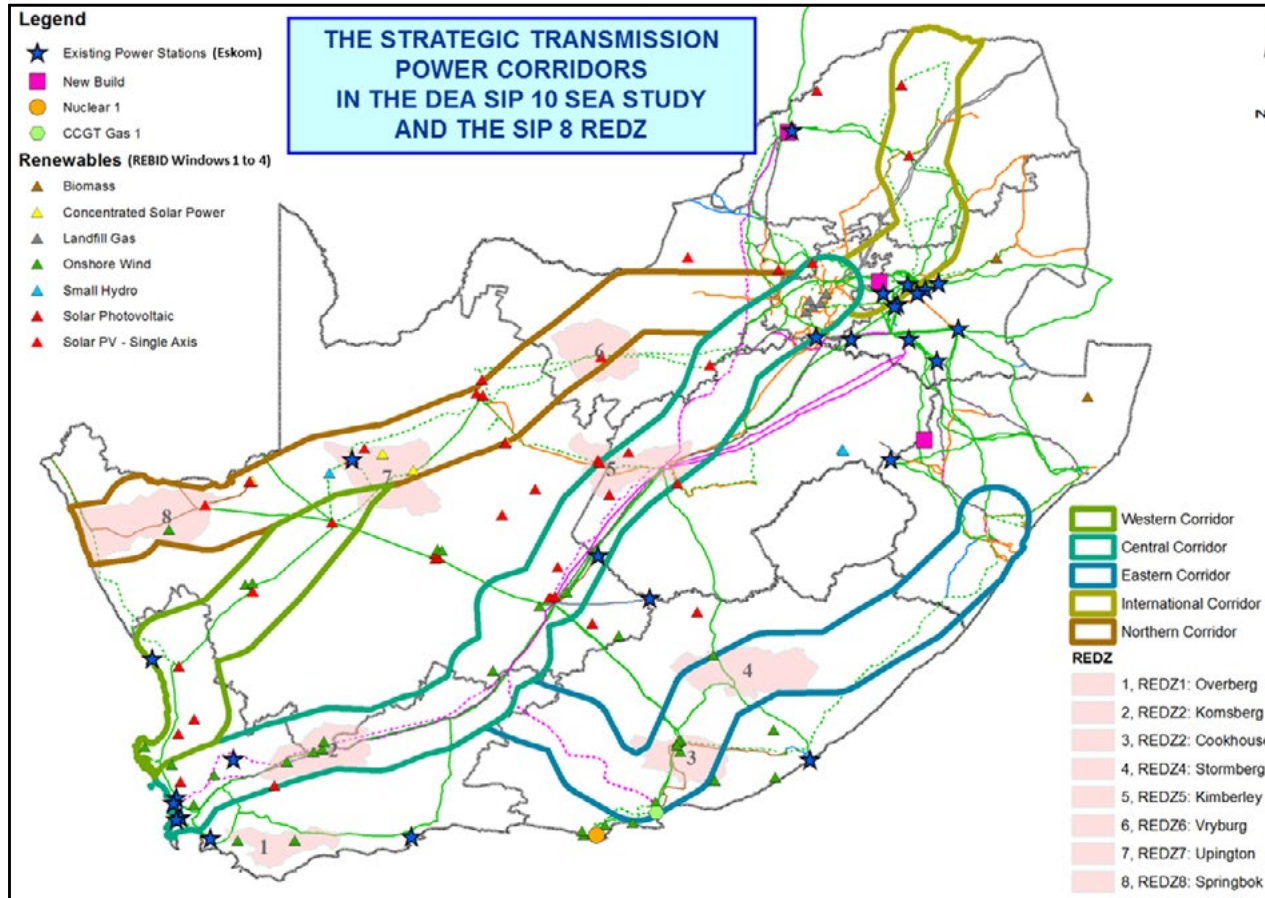 Legend
Existing Power Stations (Eskom)
New Build
Nuclear 1
CCGT Gas 1
Renewables (REBID Windows 1 to 4)
Biomass
Concentrated Solar Power
Landfill Gas
Onshore Wind
Small Hydro
Solar Photovoltaic
Solar PV - Single Axis
THE STRATEGIC TRANSMISSION
POWER CORRIDORS
IN THE DEA SIP 10 SEA STUDY
AND THE SIP 8 REDZ
6
5
7
8
4
3
2
1
Western Corridor
Central Corridor
Eastern Corridor
International Corridor
Northern Corridor
REDZ
1, REDZ1: Overberg
2, REDZ2: Komsberg
3, REDZ2: Cookhouse
4, REDZ4: Stormberg
5, REDZ5: Kimberley
6, REDZ6: Vryburg
7, REDZ7: Upington
8, REDZ8: Springbok